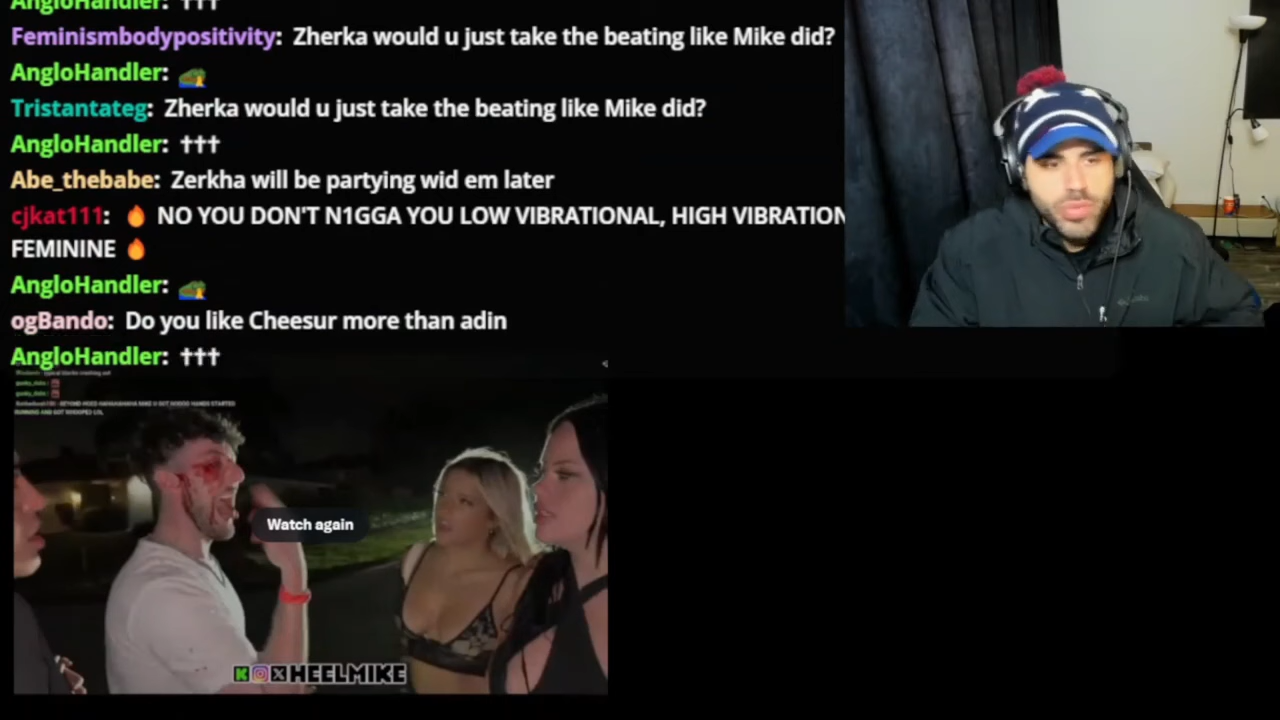 AngloHandler: †††
Feminismbodypositivity: Zherka would u just take the beating like Mike did?
AngloHandler:
Tristantateg: Zherka would u just take the beating like Mike did?
AngloHandler: †††
Abe_thebabe: Zerkha will be partying wid em later
cjkat111: 🔥 NO YOU DON'T N1GGA YOU LOW VIBRATIONAL, HIGH VIBRATION
FEMININE 🔥
AngloHandler:
ogBando: Do you like Cheesur more than adin
AngloHandler: †††
Watch again
HEELMIKE